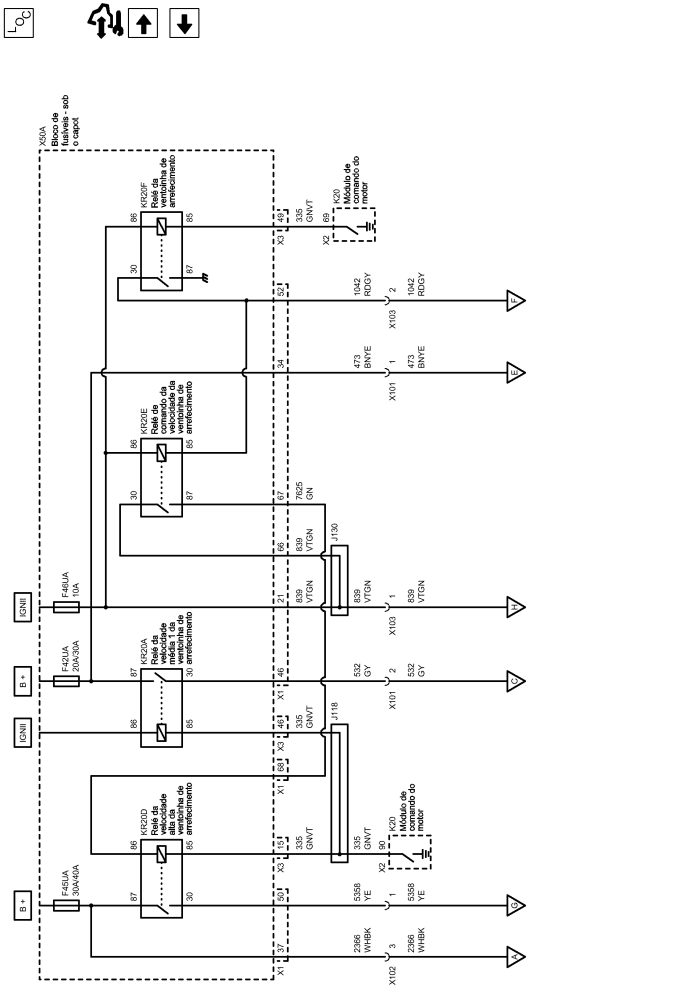 LOC
X50A
Bloco de
fusíveis - sob
o capot
B +
F45UA
30A/40A
KR20D
Relé da
velocidade
alta da
ventoinha de
arrefecimento
87
86
30
85
IGNII
B +
F42UA
20A/30A
KR20A
Relé da
velocidade
média 1 da
ventoinha de
arrefecimento
86
87
85
30
IGNII
F46UA
10A
KR20E
Relé de
comando da
velocidade da
ventoinha de
arrefecimento
30
86
87
85
KR20F
Relé da
ventoinha de
arrefecimento
30
86
87
85
X1
37
50
X3
15
X1
68
X3
46
X1
46
21
66
67
34
52
X3
49
335
GNVT
335
GNVT
839
VTGN
839
VTGN
7625
GN
335
GNVT
J118
J130
X2
69
K20
Módulo de
comando do
motor
2366
WHBK
5358
YE
335
GNVT
X2
90
K20
Módulo de
comando do
motor
532
GY
839
VTGN
473
BNYE
1042
RDGY
X102
3
1
X101
2
X103
1
X101
1
X103
2
2366
WHBK
5358
YE
532
GY
839
VTGN
473
BNYE
1042
RDGY
A
G
C
H
E
F